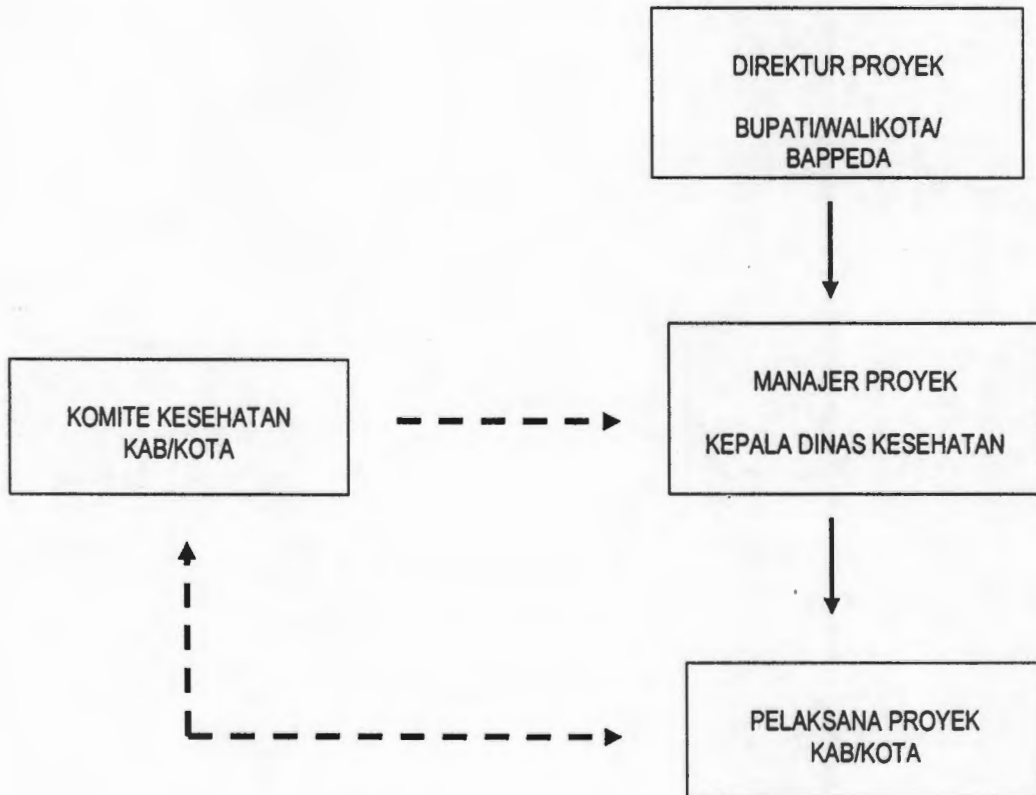 DIREKTUR PROYEK
BUPATI/WALIKOTA/
BAPPEDA
MANAJER PROYEK
KEPALA DINAS KESEHATAN
KOMITE KESEHATAN
KAB/KOTA
PELAKSANA PROYEK
KAB/KOTA